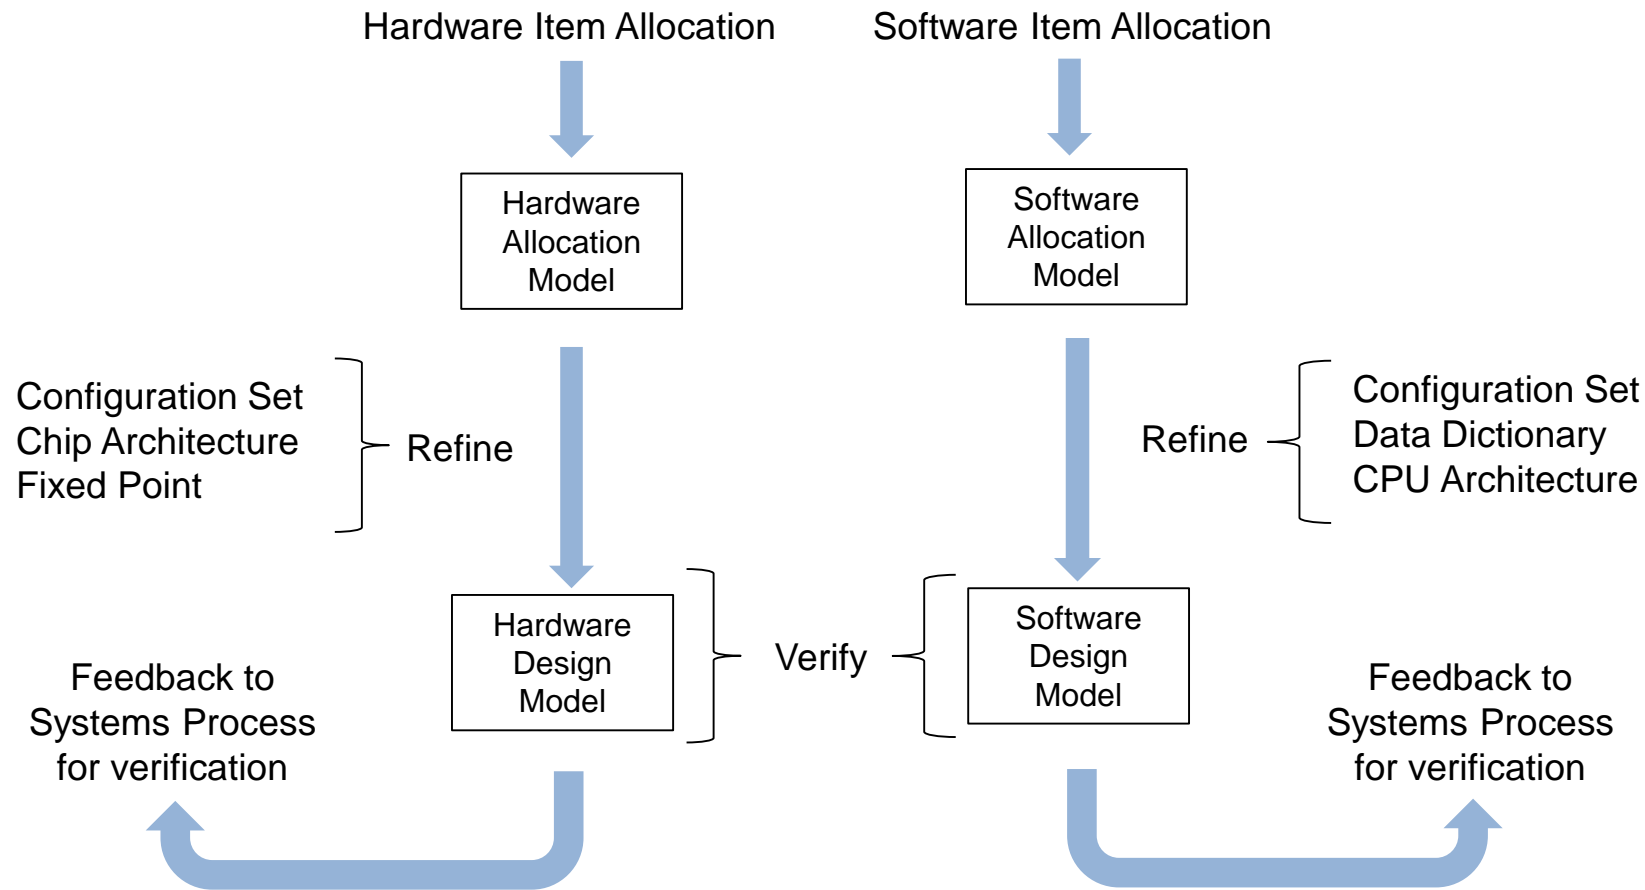 Hardware Item Allocation
Software Item Allocation
Hardware
Allocation
Model
Software
Allocation
Model
Configuration Set
Chip Architecture
Fixed Point
Refine
Refine
Configuration Set
Data Dictionary
CPU Architecture
Hardware
Design
Model
Verify
Software
Design
Model
Feedback to
Systems Process
for verification
Feedback to
Systems Process
for verification